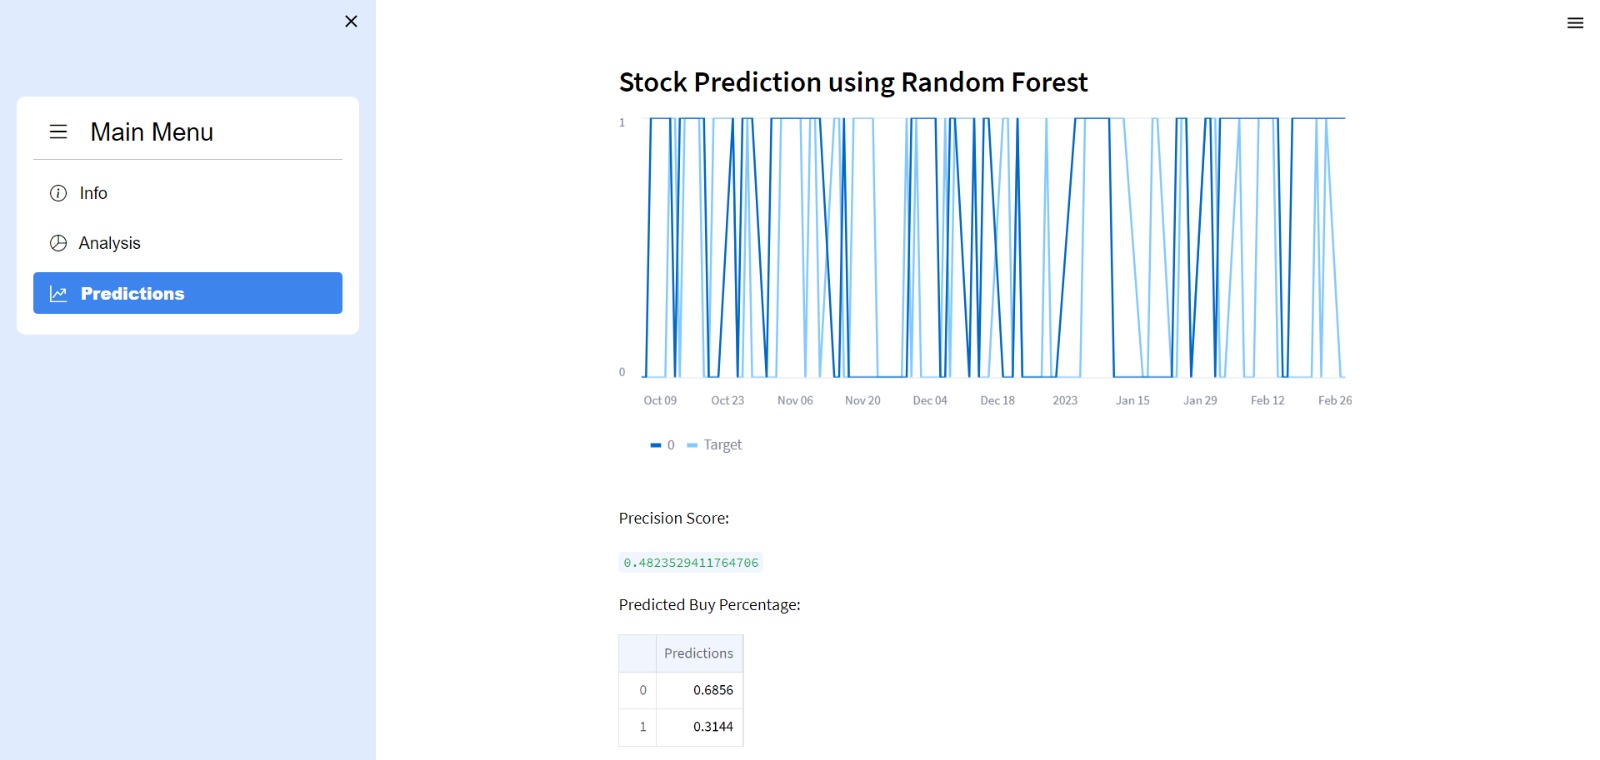 Main Menu
Info
Analysis
Predictions
Stock Prediction using Random Forest
1
0
Oct 09 Oct 23 Nov 06 Nov 20 Dec 04 Dec 18 2023 Jan 15 Jan 29 Feb 12 Feb 26
0 Target
Precision Score:
0.4823529411764706
Predicted Buy Percentage:
Predictions
0 0.6856
1 0.3144